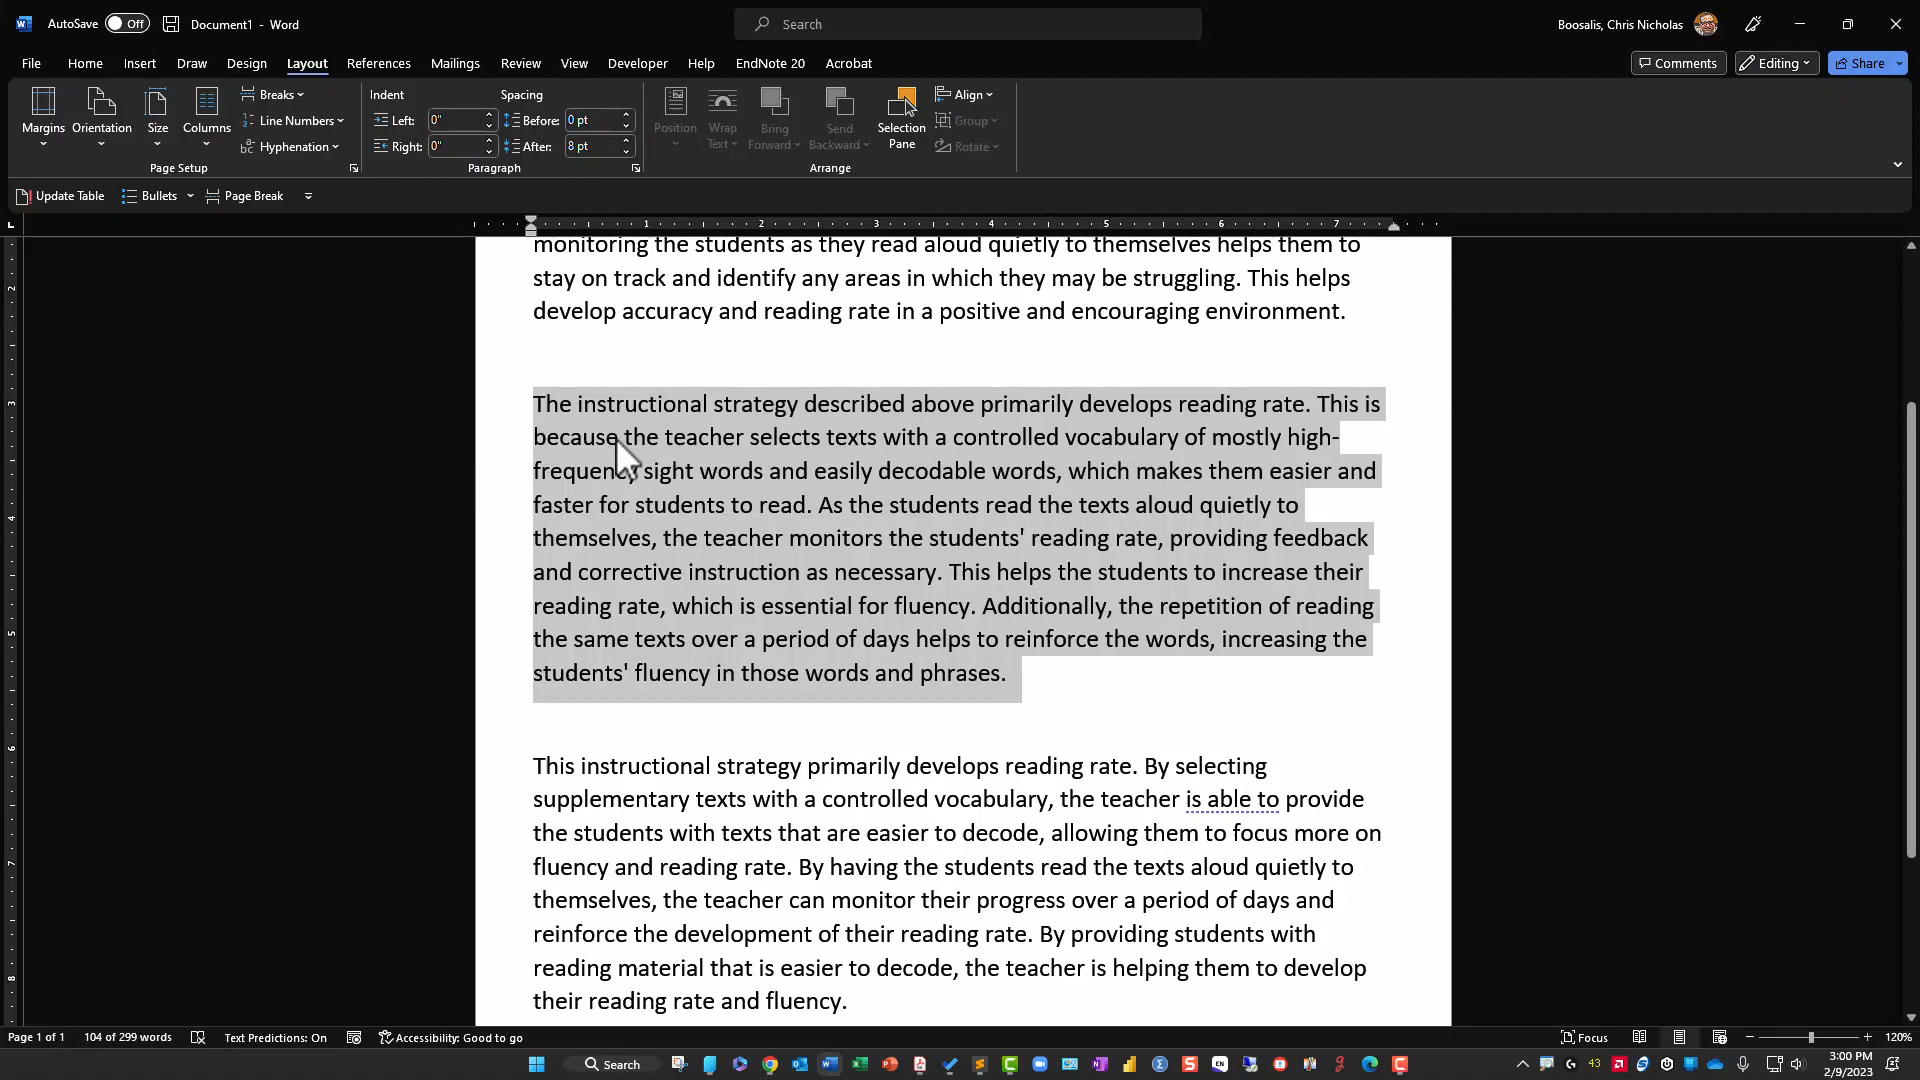 AutoSave Off Document1 - Word Search Boosalis, Chris Nicholas
File Home Insert Draw Design Layout References Mailings Review View Developer Help EndNote 20 Acrobat Comments Editing Share
Margins Orientation Size Columns Breaks Line Numbers Hyphenation
Page Setup
Indent Spacing
Left: 0" Before: 0 pt
Right: 0" After: 8 pt
Paragraph
Position Wrap Text Bring Forward Send Backward Selection Pane Align Group Rotate
Arrange
Update Table Bullets Page Break
1 2 3 4 5 6 7
monitoring the students as they read aloud quietly to themselves helps them to
stay on track and identify any areas in which they may be struggling. This helps
develop accuracy and reading rate in a positive and encouraging environment.
The instructional strategy described above primarily develops reading rate. This is
because the teacher selects texts with a controlled vocabulary of mostly high-
frequency sight words and easily decodable words, which makes them easier and
faster for students to read. As the students read the texts aloud quietly to
themselves, the teacher monitors the students' reading rate, providing feedback
and corrective instruction as necessary. This helps the students to increase their
reading rate, which is essential for fluency. Additionally, the repetition of reading
the same texts over a period of days helps to reinforce the words, increasing the
students' fluency in those words and phrases.
This instructional strategy primarily develops reading rate. By selecting
supplementary texts with a controlled vocabulary, the teacher is able to provide
the students with texts that are easier to decode, allowing them to focus more on
fluency and reading rate. By having the students read the texts aloud quietly to
themselves, the teacher can monitor their progress over a period of days and
reinforce the development of their reading rate. By providing students with
reading material that is easier to decode, the teacher is helping them to develop
their reading rate and fluency.
2
3
4
5
6
7
8
Page 1 of 1 104 of 299 words Text Predictions: On Accessibility: Good to go Focus 120%
Search 43 3:00 PM
2/9/2023